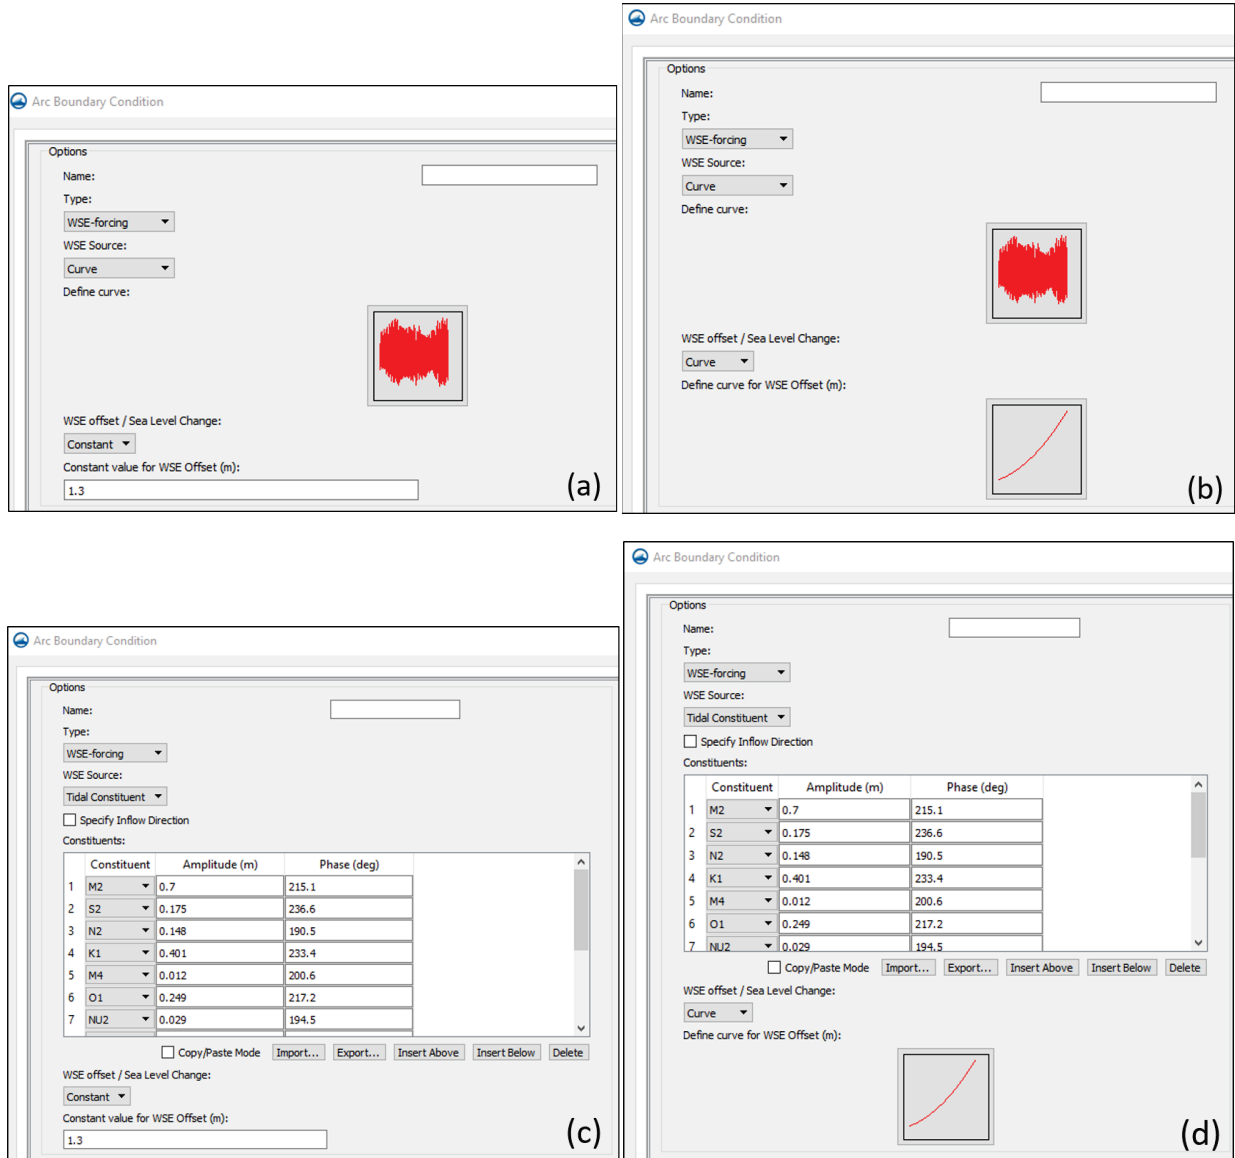 Arc Boundary Condition
Options
Name:
Type:
WSE-forcing
WSE Source:
Curve
Define curve:
WSE offset / Sea Level Change:
Constant
Constant value for WSE Offset (m):
1.3
(a)
Arc Boundary Condition
Options
Name:
Type:
WSE-forcing
WSE Source:
Curve
Define curve:
WSE offset / Sea Level Change:
Curve
Define curve for WSE Offset (m):
(b)
Arc Boundary Condition
Options
Name:
Type:
WSE-forcing
WSE Source:
Tidal Constituent
Specify Inflow Direction
Constituents:
Constituent Amplitude (m) Phase (deg)
1 M2 0.7 215.1
2 S2 0.175 236.6
3 N2 0.148 190.5
4 K1 0.401 233.4
5 M4 0.012 200.6
6 O1 0.249 217.2
7 NU2 0.029 194.5
Copy/Paste Mode Import... Export... Insert Above Insert Below Delete
WSE offset / Sea Level Change:
Constant
Constant value for WSE Offset (m):
1.3
(c)
Arc Boundary Condition
Options
Name:
Type:
WSE-forcing
WSE Source:
Tidal Constituent
Specify Inflow Direction
Constituents:
Constituent Amplitude (m) Phase (deg)
1 M2 0.7 215.1
2 S2 0.175 236.6
3 N2 0.148 190.5
4 K1 0.401 233.4
5 M4 0.012 200.6
6 O1 0.249 217.2
7 NU2 0.029 194.5
Copy/Paste Mode Import... Export... Insert Above Insert Below Delete
WSE offset / Sea Level Change:
Curve
Define curve for WSE Offset (m):
(d)